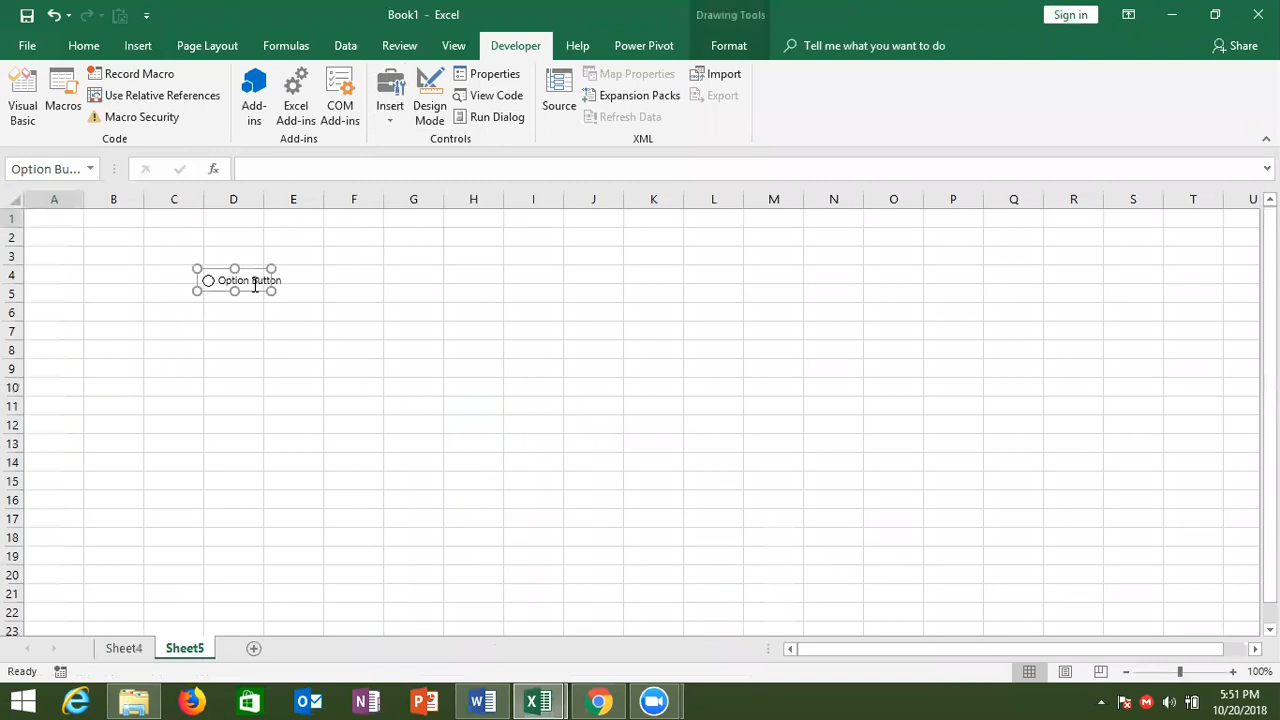 Book1 - Excel
Drawing Tools
Sign in
File
Home
Insert
Page Layout
Formulas
Data
Review
View
Developer
Help
Power Pivot
Format
Tell me what you want to do
Share
Visual Basic
Macros
Record Macro
Use Relative References
Macro Security
Code
Add-ins
Excel Add-ins
COM Add-ins
Add-ins
Insert
Design Mode
Properties
View Code
Run Dialog
Controls
Source
Map Properties
Expansion Packs
Refresh Data
Import
Export
XML
Option Bu...
fx
A B C D E F G H I J K L M N O P Q R S T U
1
2
3
4
Option Button
5
6
7
8
9
10
11
12
13
14
15
16
17
18
19
20
21
22
23
Sheet4
Sheet5
Ready
100%
5:51 PM
10/20/2018